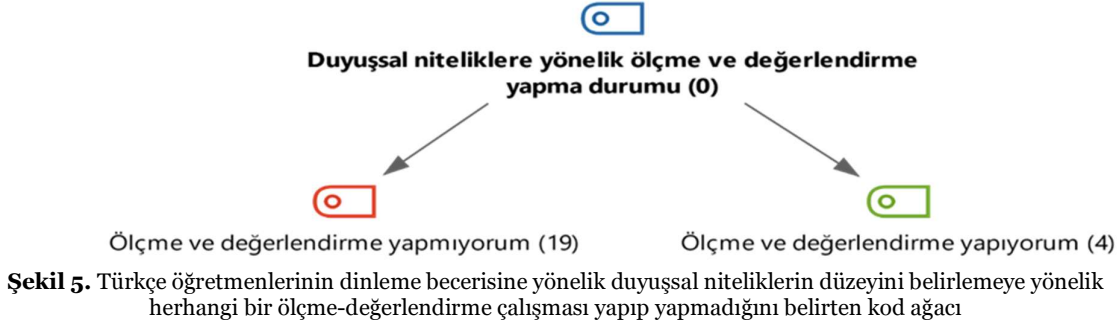 Duyuşsal niteliklere yönelik ölçme ve değerlendirme
yapma durumu (0)
Ölçme ve değerlendirme yapmıyorum (19)
Ölçme ve değerlendirme yapıyorum (4)
Şekil 5. Türkçe öğretmenlerinin dinleme becerisine yönelik duyuşsal niteliklerin düzeyini belirlemeye yönelik
herhangi bir ölçme-değerlendirme çalışması yapıp yapmadığını belirten kod ağacı